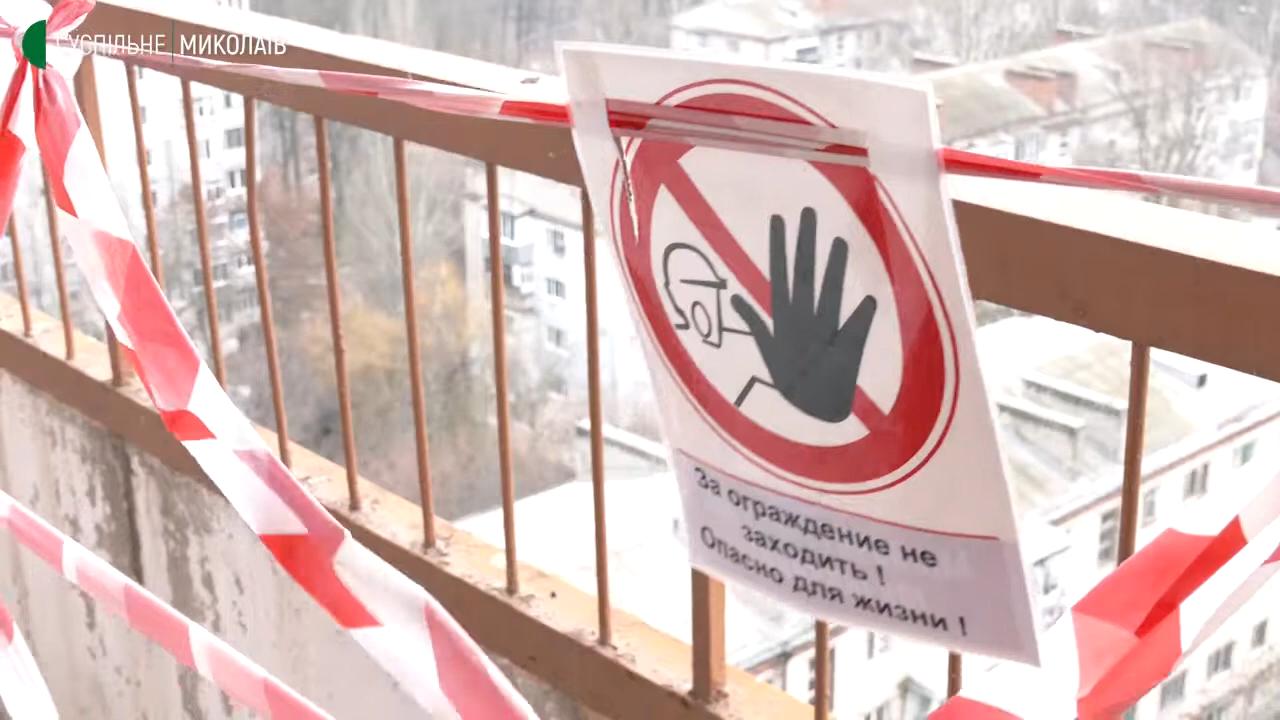 СУСПІЛЬНЕ МИКОЛАЇВ
За ограждение не
заходить !
Опасно для жизни !